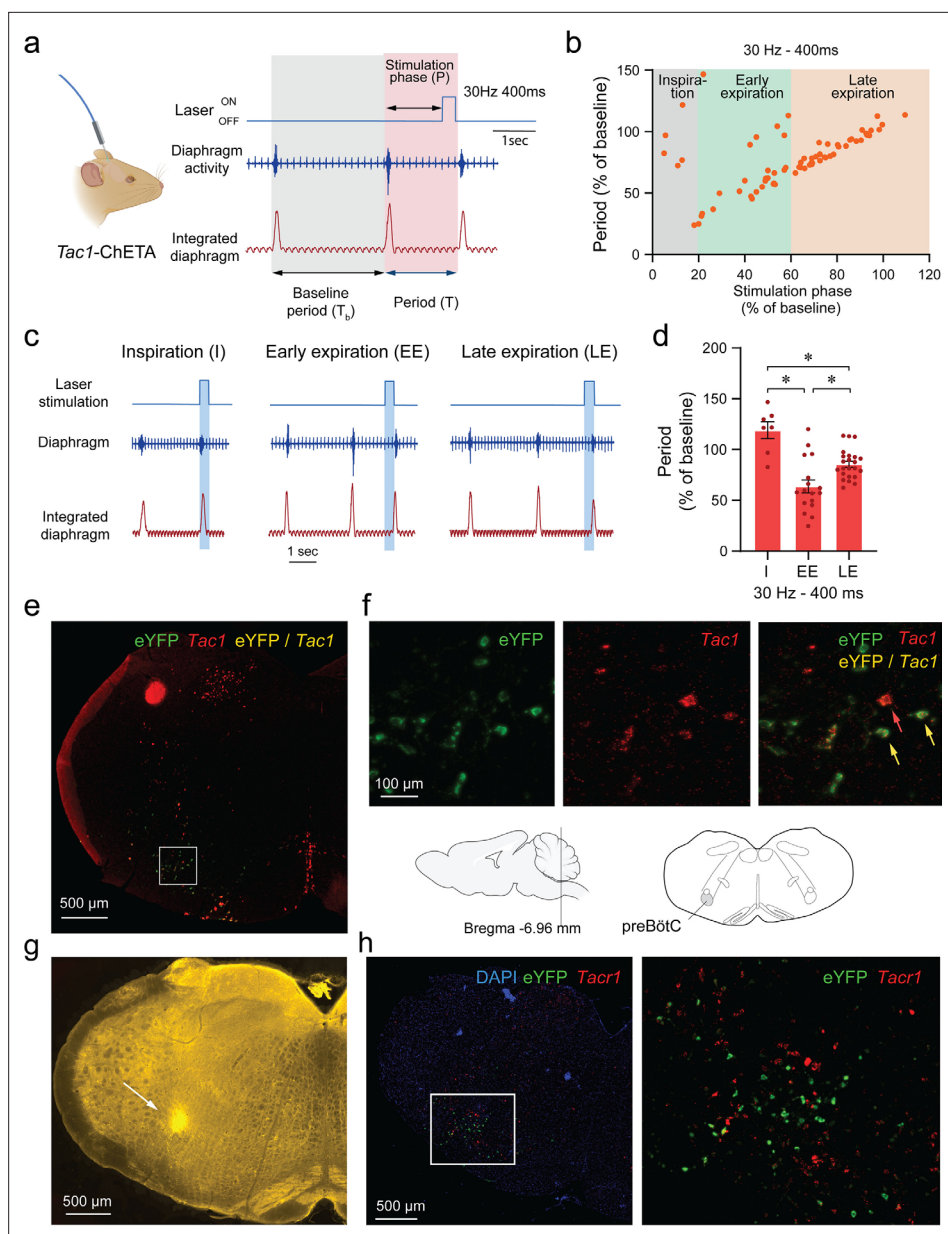 a
Stimulation
phase (P)
30Hz 400ms
Laser ON
OFF
1sec
Diaphragm
activity
Tac1-ChETA
Integrated
diaphragm
Baseline
period (Tb)
Period (T)
b
30 Hz - 400ms
Inspira-
tion
Early
expiration
Late
expiration
Period (% of baseline)
150
100
50
0
0 20 40 60 80 100 120
Stimulation phase
(% of baseline)
c
Inspiration (I) Early expiration (EE) Late expiration (LE)
Laser
stimulation
Diaphragm
Integrated
diaphragm
1 sec
d
Period
(% of baseline)
200
150
100
50
0
*
* *
I EE LE
30 Hz - 400 ms
e
eYFP Tac1 eYFP / Tac1
500 µm
f
eYFP
100 µm
Tac1
eYFP Tac1
eYFP / Tac1
Bregma -6.96 mm
preBötC
g
500 µm
h
DAPI eYFP Tacr1
500 µm
eYFP Tacr1